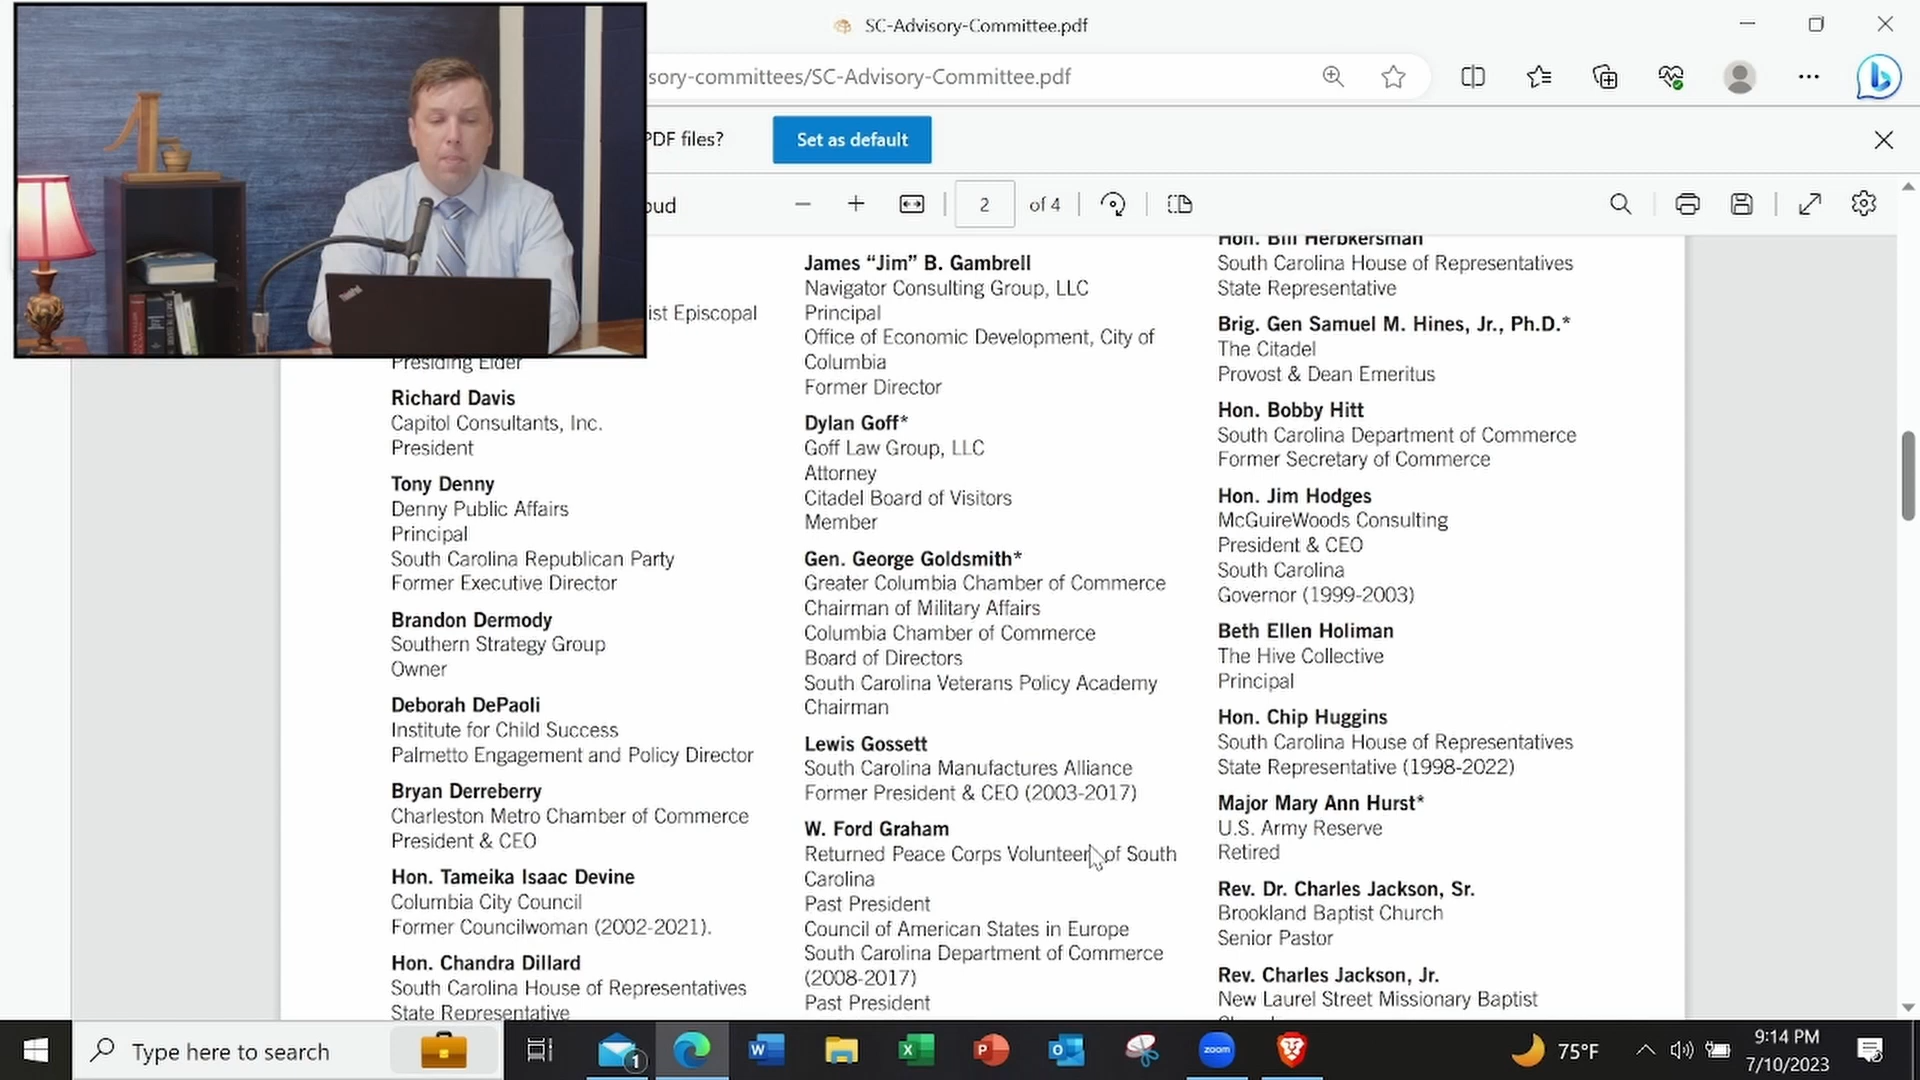 SC-Advisory-Committee.pdf
sory-committees/SC-Advisory-Committee.pdf
PDF files?
Set as default
oud
2
of 4
ist Episcopal
Presiding Elder
Richard Davis
Capitol Consultants, Inc.
President
Tony Denny
Denny Public Affairs
Principal
South Carolina Republican Party
Former Executive Director
Brandon Dermody
Southern Strategy Group
Owner
Deborah DePaoli
Institute for Child Success
Palmetto Engagement and Policy Director
Bryan Derreberry
Charleston Metro Chamber of Commerce
President & CEO
Hon. Tameika Isaac Devine
Columbia City Council
Former Councilwoman (2002-2021).
Hon. Chandra Dillard
South Carolina House of Representatives
State Representative
James “Jim” B. Gambrell
Navigator Consulting Group, LLC
Principal
Office of Economic Development, City of
Columbia
Former Director
Dylan Goff*
Goff Law Group, LLC
Attorney
Citadel Board of Visitors
Member
Gen. George Goldsmith*
Greater Columbia Chamber of Commerce
Chairman of Military Affairs
Columbia Chamber of Commerce
Board of Directors
South Carolina Veterans Policy Academy
Chairman
Lewis Gossett
South Carolina Manufactures Alliance
Former President & CEO (2003-2017)
W. Ford Graham
Returned Peace Corps Volunteers of South
Carolina
Past President
Council of American States in Europe
South Carolina Department of Commerce
(2008-2017)
Past President
Hon. Bill Herbkersman
South Carolina House of Representatives
State Representative
Brig. Gen Samuel M. Hines, Jr., Ph.D.*
The Citadel
Provost & Dean Emeritus
Hon. Bobby Hitt
South Carolina Department of Commerce
Former Secretary of Commerce
Hon. Jim Hodges
McGuireWoods Consulting
President & CEO
South Carolina
Governor (1999-2003)
Beth Ellen Holiman
The Hive Collective
Principal
Hon. Chip Huggins
South Carolina House of Representatives
State Representative (1998-2022)
Major Mary Ann Hurst*
U.S. Army Reserve
Retired
Rev. Dr. Charles Jackson, Sr.
Brookland Baptist Church
Senior Pastor
Rev. Charles Jackson, Jr.
New Laurel Street Missionary Baptist
Type here to search
1
zoom
75°F
9:14 PM
7/10/2023